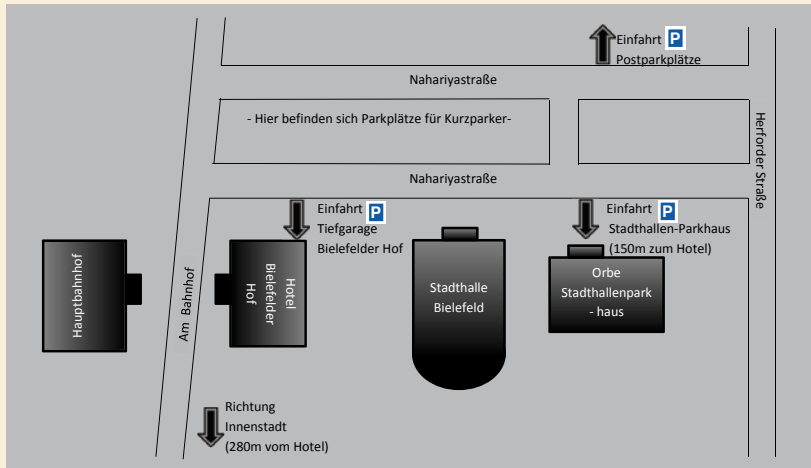 Einfahrt P
Postparkplätze
Nahariyastraße
- Hier befinden sich Parkplätze für Kurzparker-
Herforder Straße
Nahariyastraße
Einfahrt P
Tiefgarage
Bielefelder Hof
Einfahrt P
Stadthallen-Parkhaus
(150m zum Hotel)
Hauptbahnhof
Am Bahnhof
Hotel
Bielefelder
Hof
Stadthalle
Bielefeld
Orbe
Stadthallenpark
- haus
Richtung
Innenstadt
(280m vom Hotel)